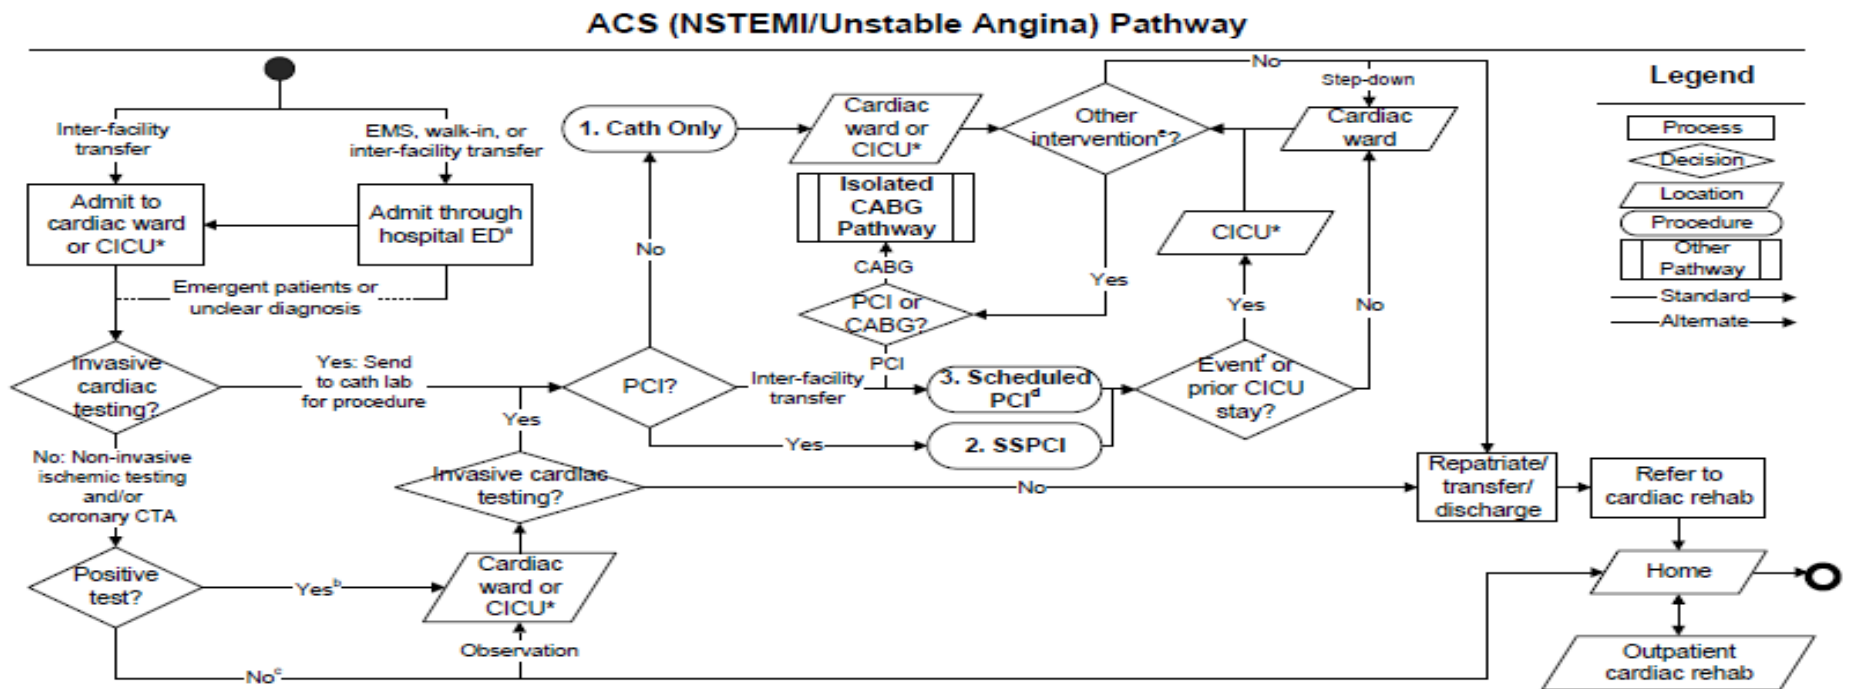 ACS (NSTEMI/Unstable Angina) Pathway
Inter-facility
transfer
EMS, walk-in, or
inter-facility transfer
Admit to
cardiac ward
or CICU*
Admit through
hospital EDᵃ
Emergent patients or
unclear diagnosis
Invasive
cardiac
testing?
Yes: Send
to cath lab
for procedure
No: Non-invasive
ischemic testing
and/or
coronary CTA
Positive
test?
Yesᵇ
Noᶜ
Observation
Cardiac
ward or
CICU*
Invasive cardiac
testing?
Yes
No
PCI?
No
Yes
Inter-facility
transfer
1. Cath Only
Cardiac
ward or
CICU*
Isolated
CABG
Pathway
CABG
PCI or
CABG?
PCI
3. Scheduled
PCIᵈ
2. SSPCI
Other
interventionᵉ?
No
Yes
Step-down
Cardiac
ward
CICU*
Yes
No
Eventᶠ or
prior CICU
stay?
Repatriate/
transfer/
discharge
Refer to
cardiac rehab
Home
Outpatient
cardiac rehab
Legend
Process
Decision
Location
Procedure
Other
Pathway
Standard
Alternate